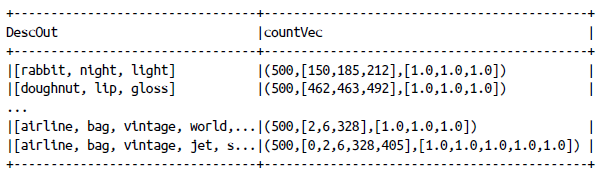 +--------------------------------+----------------------------------------+
DescOut                         |countVec                                |
+--------------------------------+----------------------------------------+
|[rabbit, night, light]          |(500,[150,185,212],[1.0,1.0,1.0])          |
|[doughnut, lip, gloss]          |(500,[462,463,492],[1.0,1.0,1.0])          |
...
|[airline, bag, vintage, world,...|(500,[2,6,328],[1.0,1.0,1.0])              |
|[airline, bag, vintage, jet, s...|(500,[0,2,6,328,405],[1.0,1.0,1.0,1.0,1.0]) |
+--------------------------------+----------------------------------------+